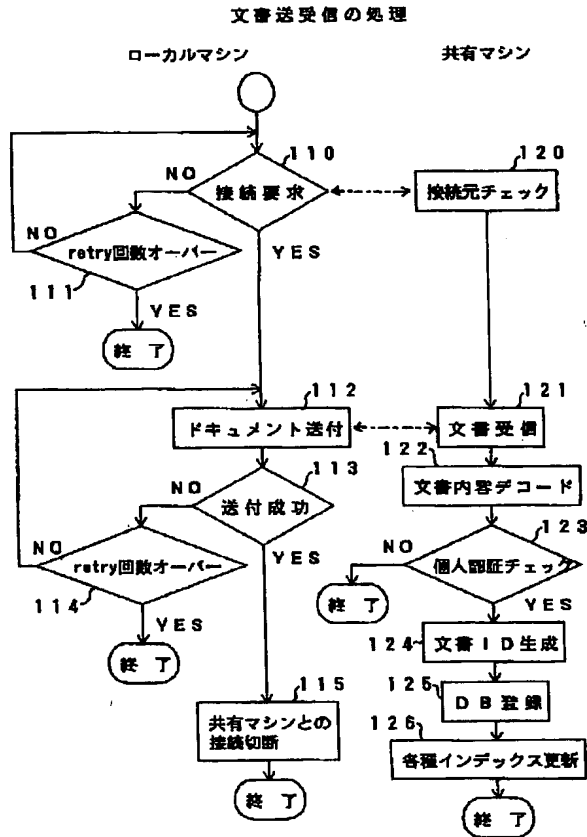 文書送受信の処理
ローカルマシン
共有マシン
110
120
NO
接続要求
接続元チェック
NO
YES
retry回数オーバー
111
YES
終了
112
121
ドキュメント送付
文書受信
122
113
文書内容デコード
NO
送付成功
123
NO
YES
NO
個人認証チェック
retry回数オーバー
114
YES
終了
YES
124
文書ID生成
終了
115
125
DB登録
共有マシンとの
接続切断
126
各種インデックス更新
終了
終了